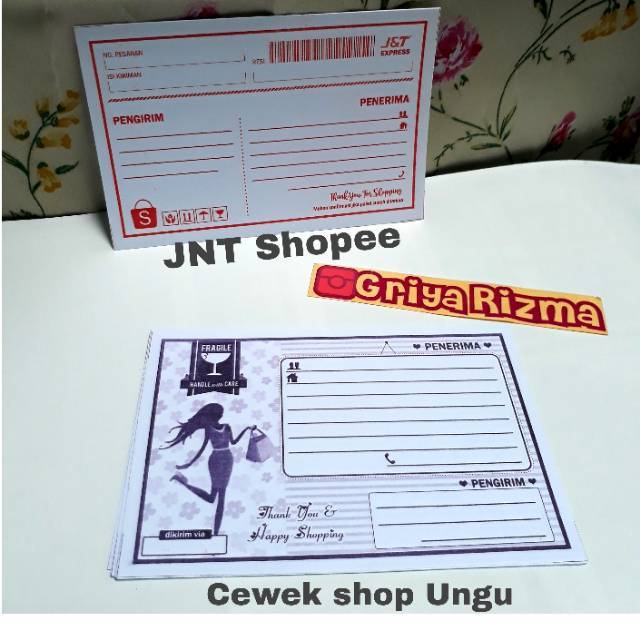 NO. PESANAN
RESI
J&T
EXPRESS
ISI KIRIMAN
PENGIRIM
PENERIMA
S
Thank You For Shopping
JNT Shopee
Griya Rizma
FRAGILE
HANDLE with CARE
PENERIMA
PENGIRIM
Thank You &
Happy Shopping
dikirim via
Cewek shop Ungu